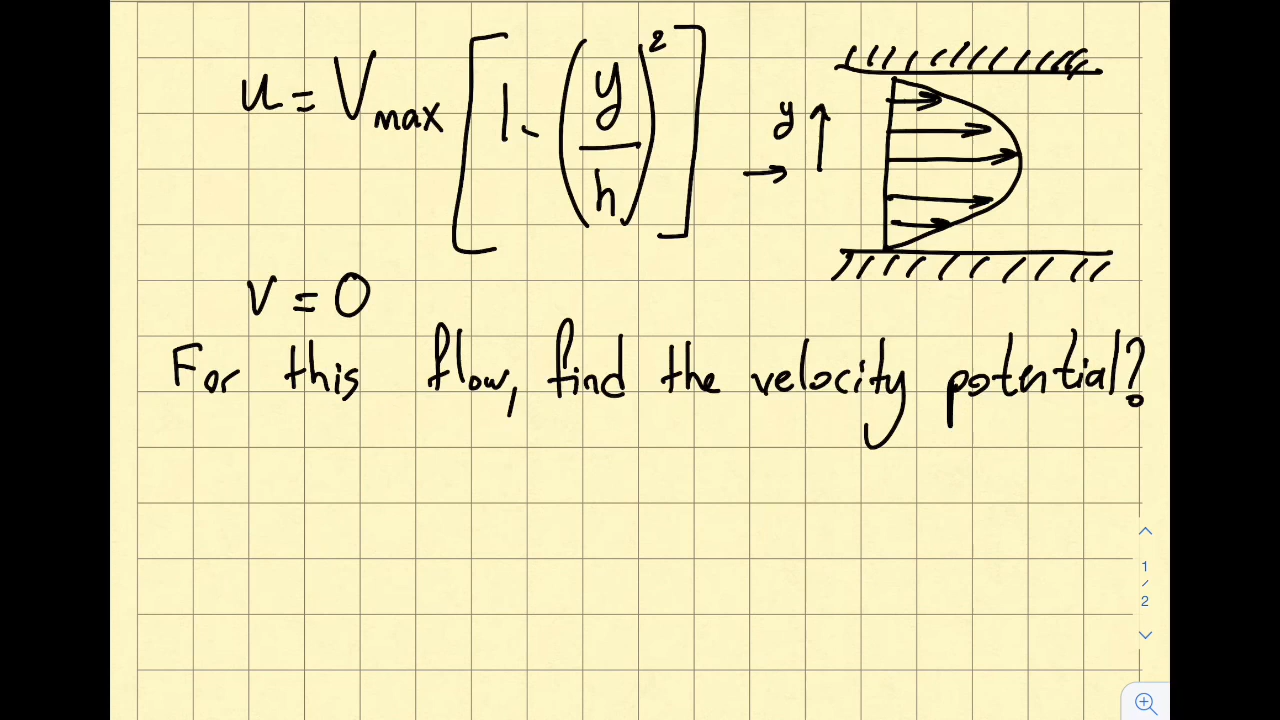 u = Vmax [1 - (y/h)²]
y
v = 0
For this flow, find the velocity potential?
1
/
2